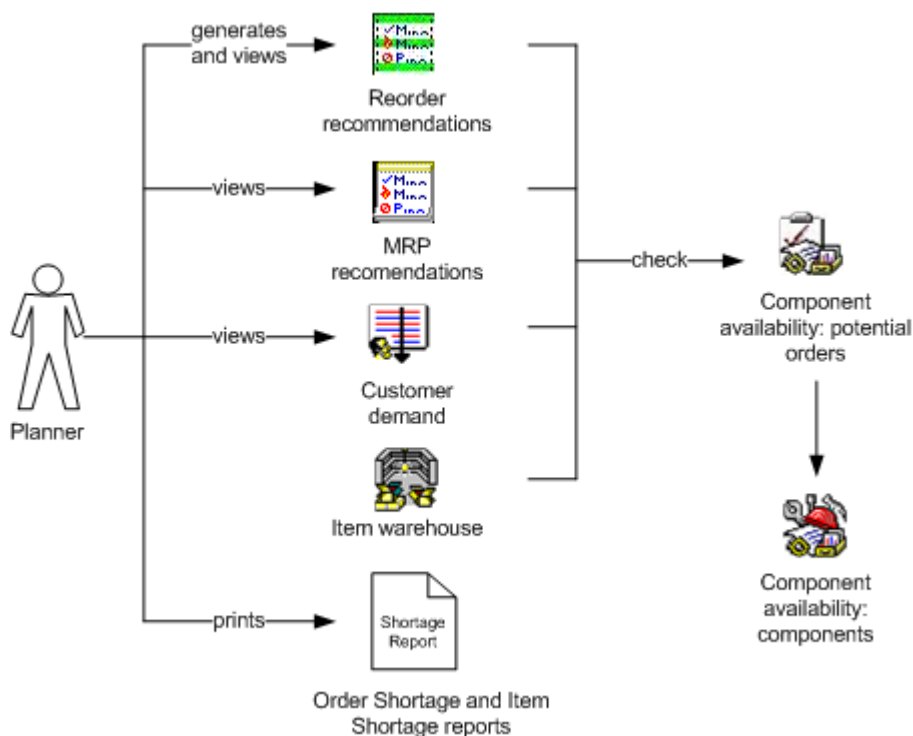 generates
and views
Reorder
recommendations
views
MRP
recomendations
check
Component
availability: potential
orders
Planner
views
Customer
demand
Item warehouse
Component
availability:
components
prints
Shortage
Report
Order Shortage and Item
Shortage reports